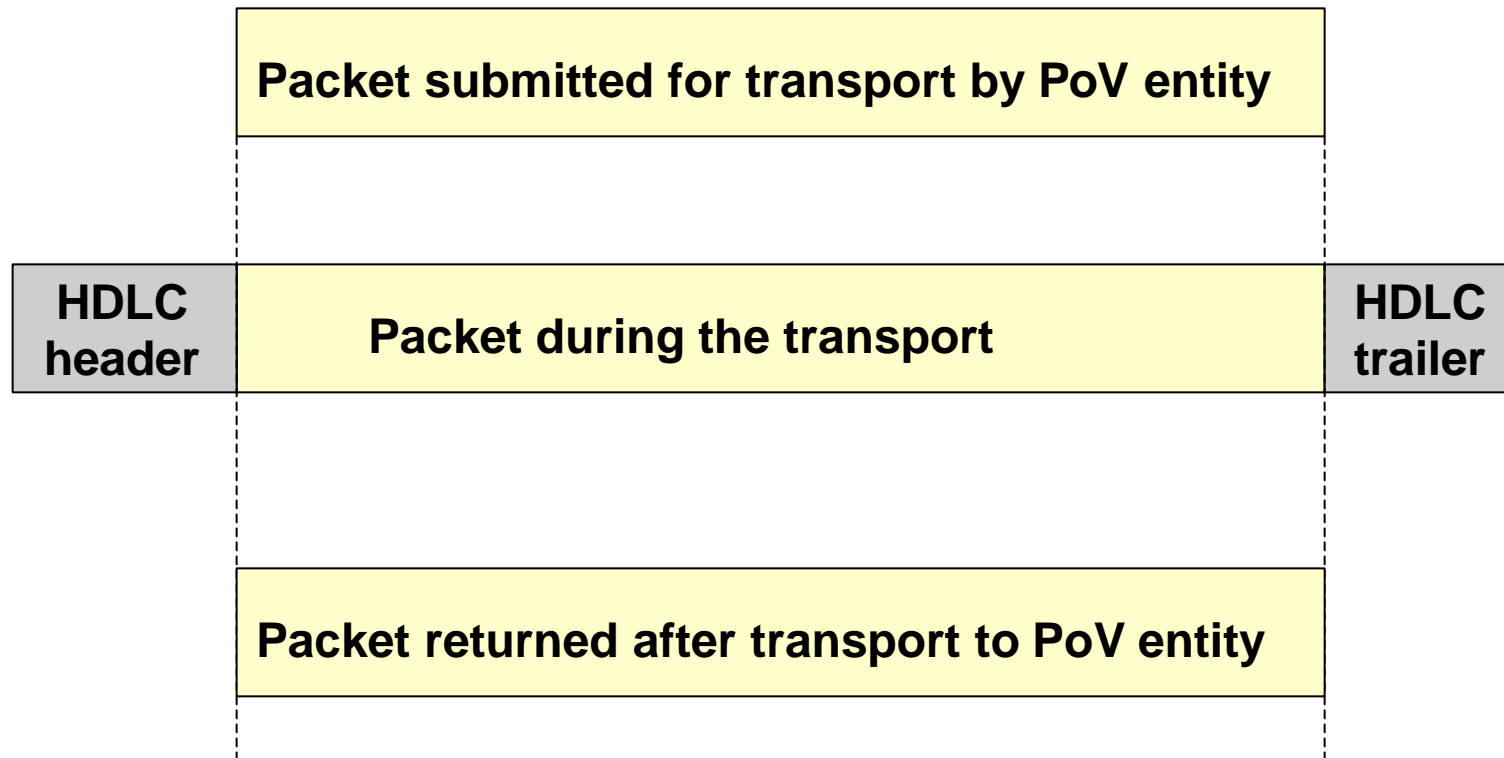 Packet submitted for transport by PoV entity
HDLC
header
Packet during the transport
HDLC
trailer
Packet returned after transport to PoV entity